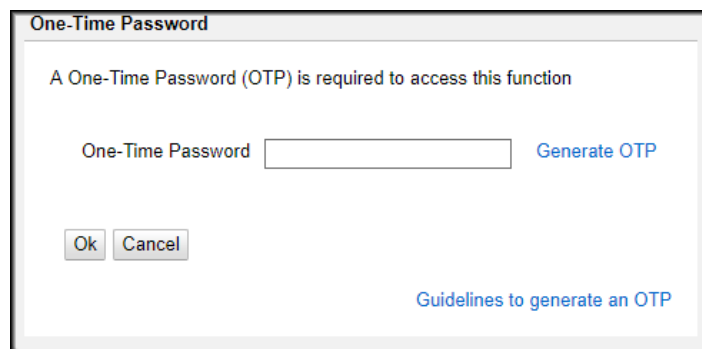 One-Time Password
A One-Time Password (OTP) is required to access this function
One-Time Password Generate OTP
Ok Cancel
Guidelines to generate an OTP